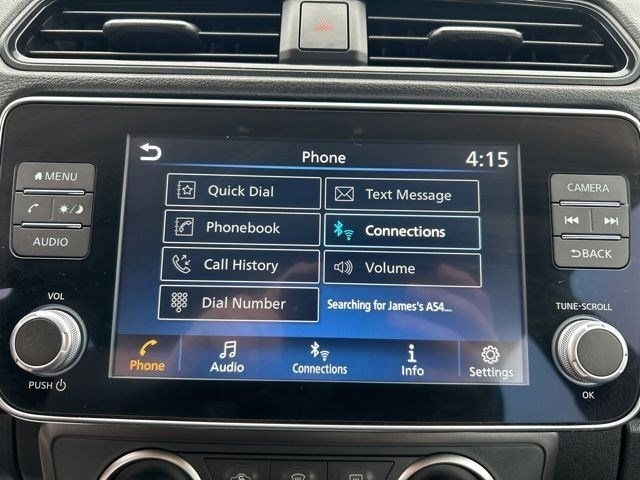 Phone 4:15
MENU
AUDIO
VOL
PUSH
Quick Dial
Text Message
Phonebook
Connections
Call History
Volume
Dial Number
Searching for James's A54...
Phone Audio Connections Info Settings
CAMERA
BACK
TUNE·SCROLL
OK